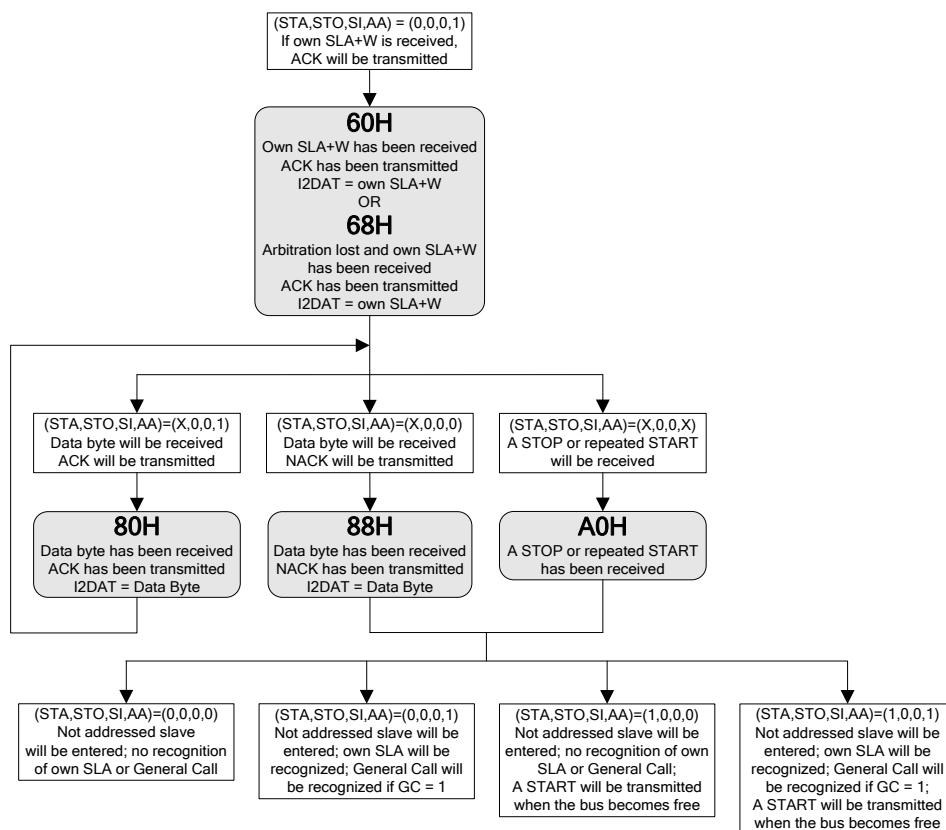 (STA,STO,SI,AA) = (0,0,0,1)
If own SLA+W is received,
ACK will be transmitted
60H
Own SLA+W has been received
ACK has been transmitted
I2DAT = own SLA+W
OR
68H
Arbitration lost and own SLA+W
has been received
ACK has been transmitted
I2DAT = own SLA+W
(STA,STO,SI,AA)=(X,0,0,1)
Data byte will be received
ACK will be transmitted
(STA,STO,SI,AA)=(X,0,0,0)
Data byte will be received
NACK will be transmitted
(STA,STO,SI,AA)=(X,0,0,X)
A STOP or repeated START
will be received
80H
Data byte has been received
ACK has been transmitted
I2DAT = Data Byte
88H
Data byte has been received
NACK has been transmitted
I2DAT = Data Byte
A0H
A STOP or repeated START
has been received
(STA,STO,SI,AA)=(0,0,0,0)
Not addressed slave
will be entered; no recognition
of own SLA or General Call
(STA,STO,SI,AA)=(0,0,0,1)
Not addressed slave will be
entered; own SLA will be
recognized; General Call will
be recognized if GC = 1
(STA,STO,SI,AA)=(1,0,0,0)
Not addressed slave will be
entered; no recognition of own
SLA or General Call;
A START will be transmitted
when the bus becomes free
(STA,STO,SI,AA)=(1,0,0,1)
Not addressed slave will be
entered; own SLA will be
recognized; General Call will
be recognized if GC = 1;
A START will be transmitted
when the bus becomes free